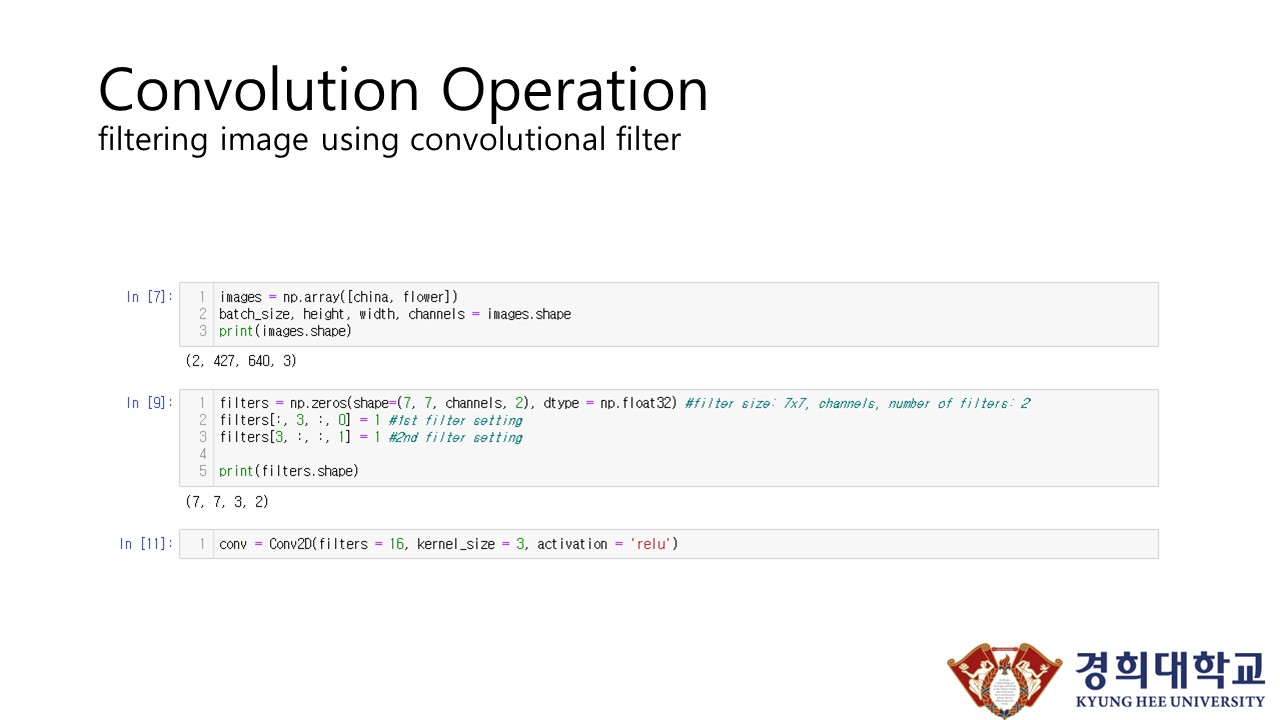 Convolution Operation
filtering image using convolutional filter
In [7]:
1 images = np.array([china, flower])
2 batch_size, height, width, channels = images.shape
3 print(images.shape)
(2, 427, 640, 3)
In [9]:
1 filters = np.zeros(shape=(7, 7, channels, 2), dtype = np.float32) #filter size: 7x7, channels, number of filters: 2
2 filters[:, 3, :, 0] = 1 #1st filter setting
3 filters[3, :, :, 1] = 1 #2nd filter setting
4
5 print(filters.shape)
(7, 7, 3, 2)
In [11]:
1 conv = Conv2D(filters = 16, kernel_size = 3, activation = 'relu')
경희대학교
KYUNG HEE UNIVERSITY